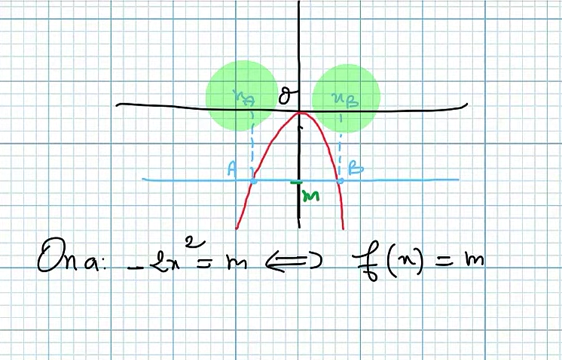 x_A O x_B
A B
m
On a: -2x² = m ⟺ f(x) = m